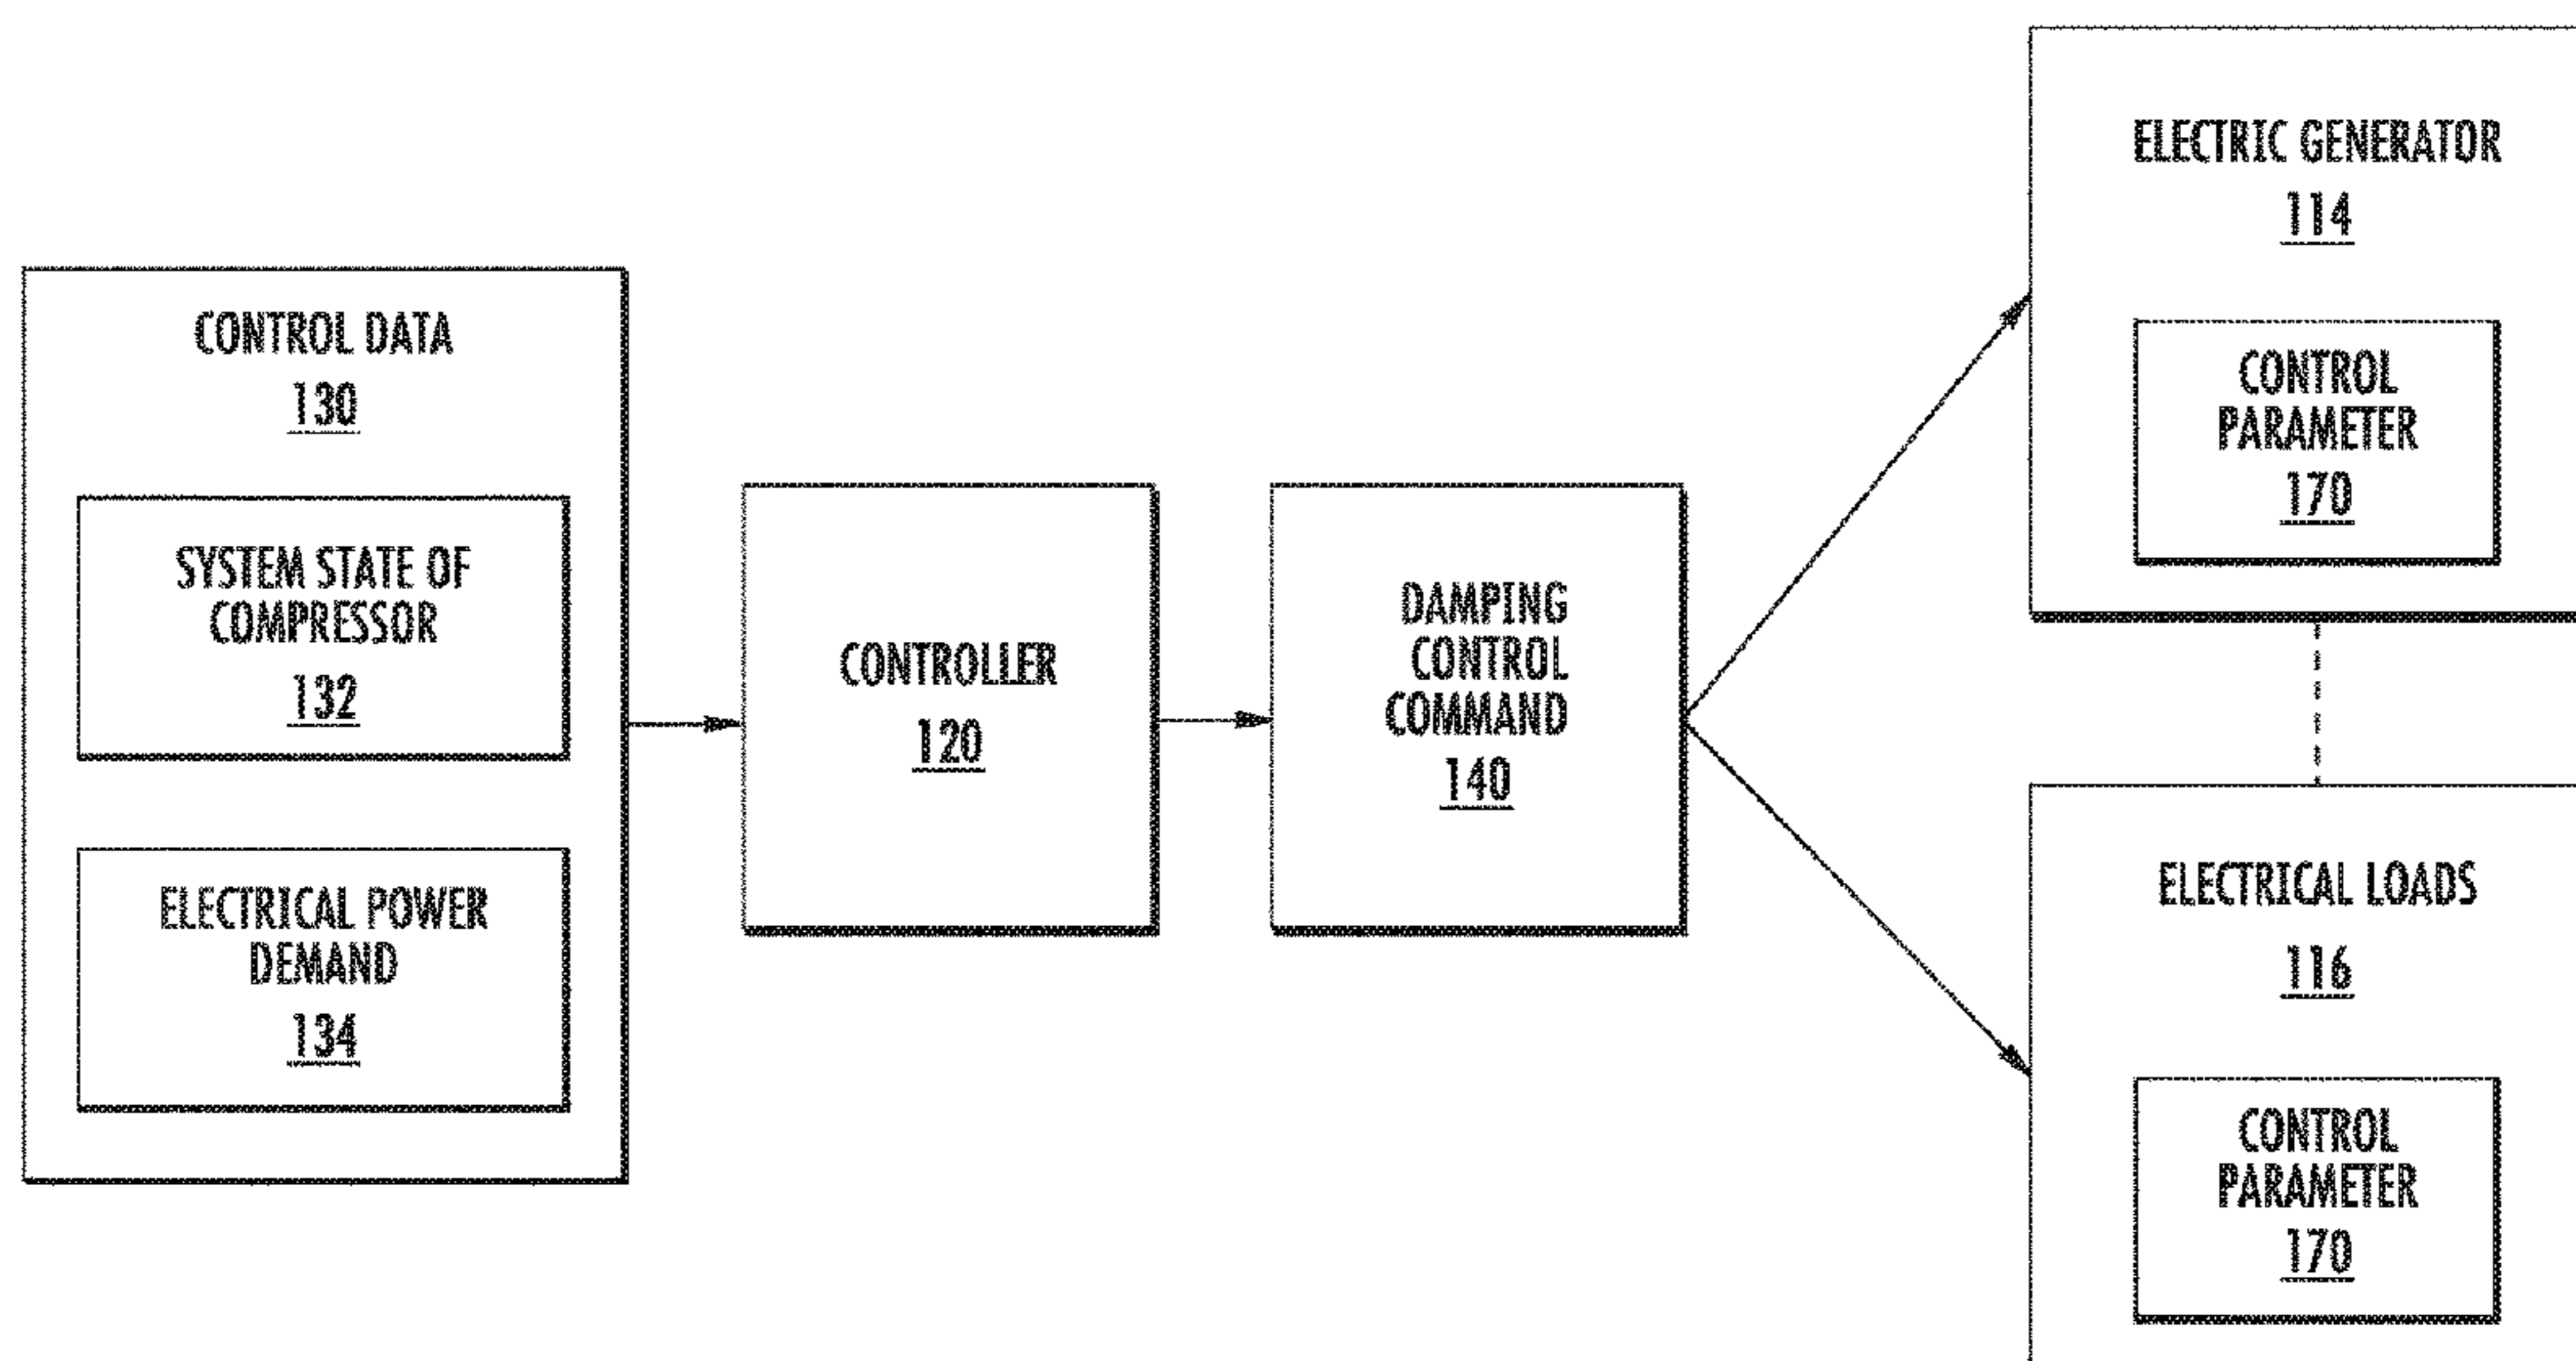 CONTROL DATA
130
SYSTEM STATE OF
COMPRESSOR
132
ELECTRICAL POWER
DEMAND
134
CONTROLLER
120
DAMPING
CONTROL
COMMAND
140
ELECTRIC GENERATOR
114
CONTROL
PARAMETER
170
ELECTRICAL LOADS
116
CONTROL
PARAMETER
170